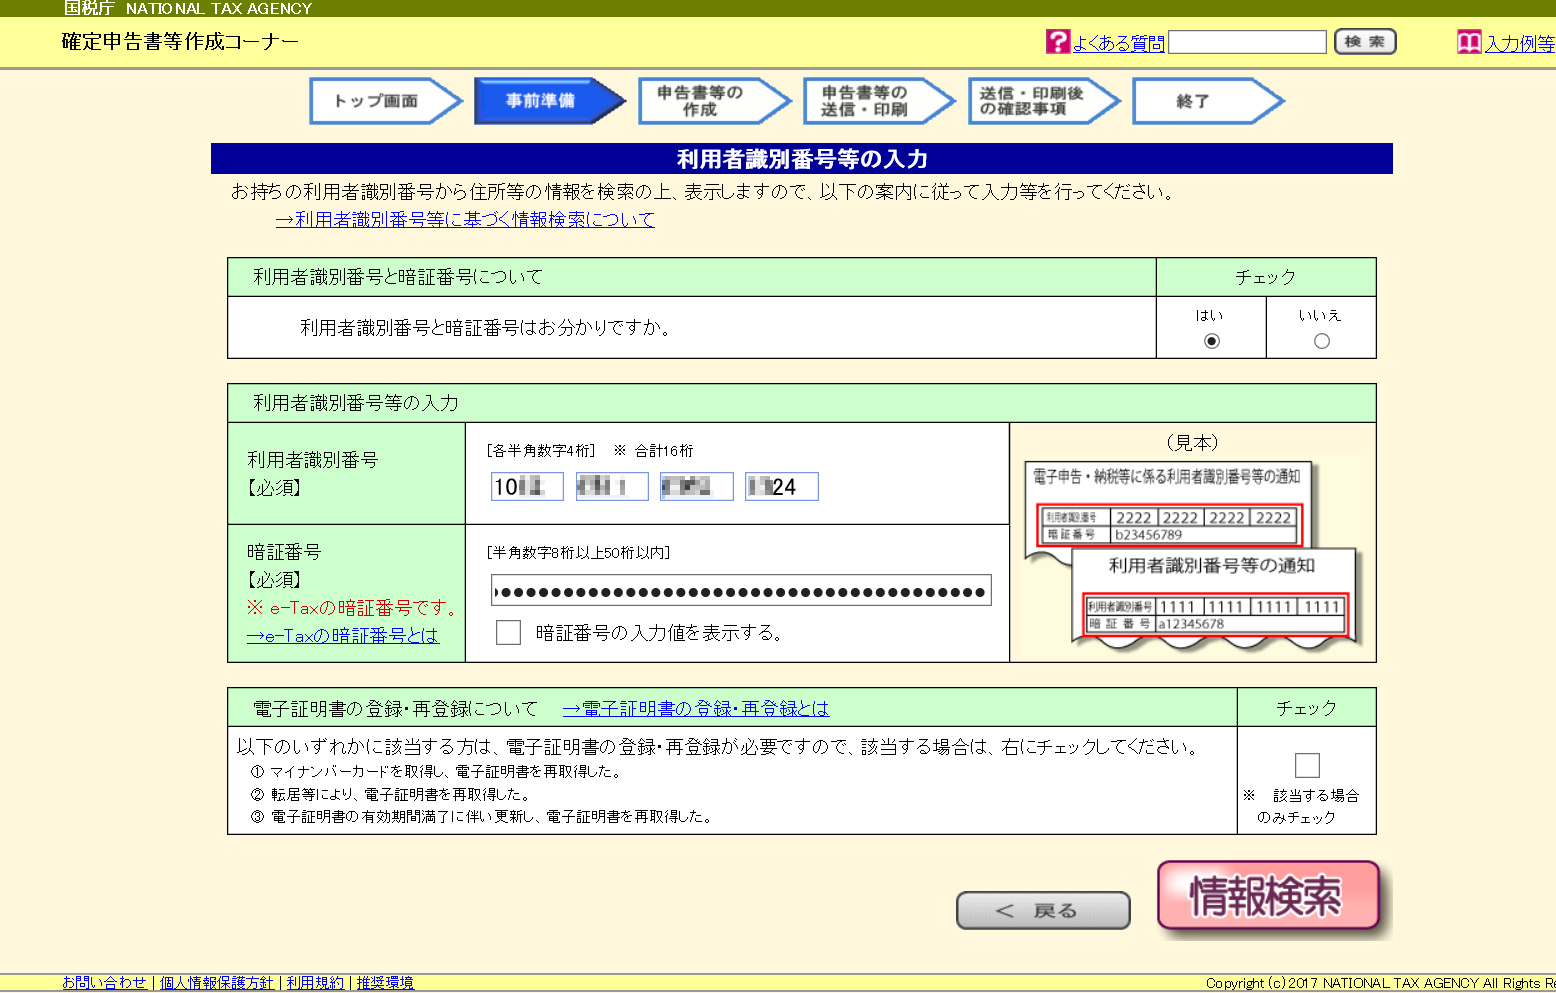 国税庁 NATIONAL TAX AGENCY
確定申告書等作成コーナー
よくある質問
検 索
入力例等
トップ画面
事前準備
申告書等の
作成
申告書等の
送信・印刷
送信・印刷後
の確認事項
終了
利用者識別番号等の入力
お持ちの利用者識別番号から住所等の情報を検索の上、表示しますので、以下の案内に従って入力等を行ってください。
→利用者識別番号等に基づく情報検索について
利用者識別番号と暗証番号について
チェック
利用者識別番号と暗証番号はお分かりですか。
はい
いいえ
利用者識別番号等の入力
利用者識別番号
【必須】
[各半角数字4桁] ※ 合計16桁
10
24
暗証番号
【必須】
※ e-Taxの暗証番号です。
→e-Taxの暗証番号とは
[半角数字8桁以上50桁以内]
暗証番号の入力値を表示する。
(見本)
電子申告・納税等に係る利用者識別番号等の通知
利用者識別番号 2222 2222 2222 2222
暗証番号 b23456789
利用者識別番号等の通知
利用者識別番号 1111 1111 1111 1111
暗証番号 a12345678
電子証明書の登録・再登録について →電子証明書の登録・再登録とは
チェック
以下のいずれかに該当する方は、電子証明書の登録・再登録が必要ですので、該当する場合は、右にチェックしてください。
① マイナンバーカードを取得し、電子証明書を再取得した。
② 転居等により、電子証明書を再取得した。
③ 電子証明書の有効期間満了に伴い更新し、電子証明書を再取得した。
※ 該当する場合
のみチェック
< 戻る
情報検索
お問い合わせ | 個人情報保護方針 | 利用規約 | 推奨環境
Copyright (c) 2017 NATIONAL TAX AGENCY All Rights Re